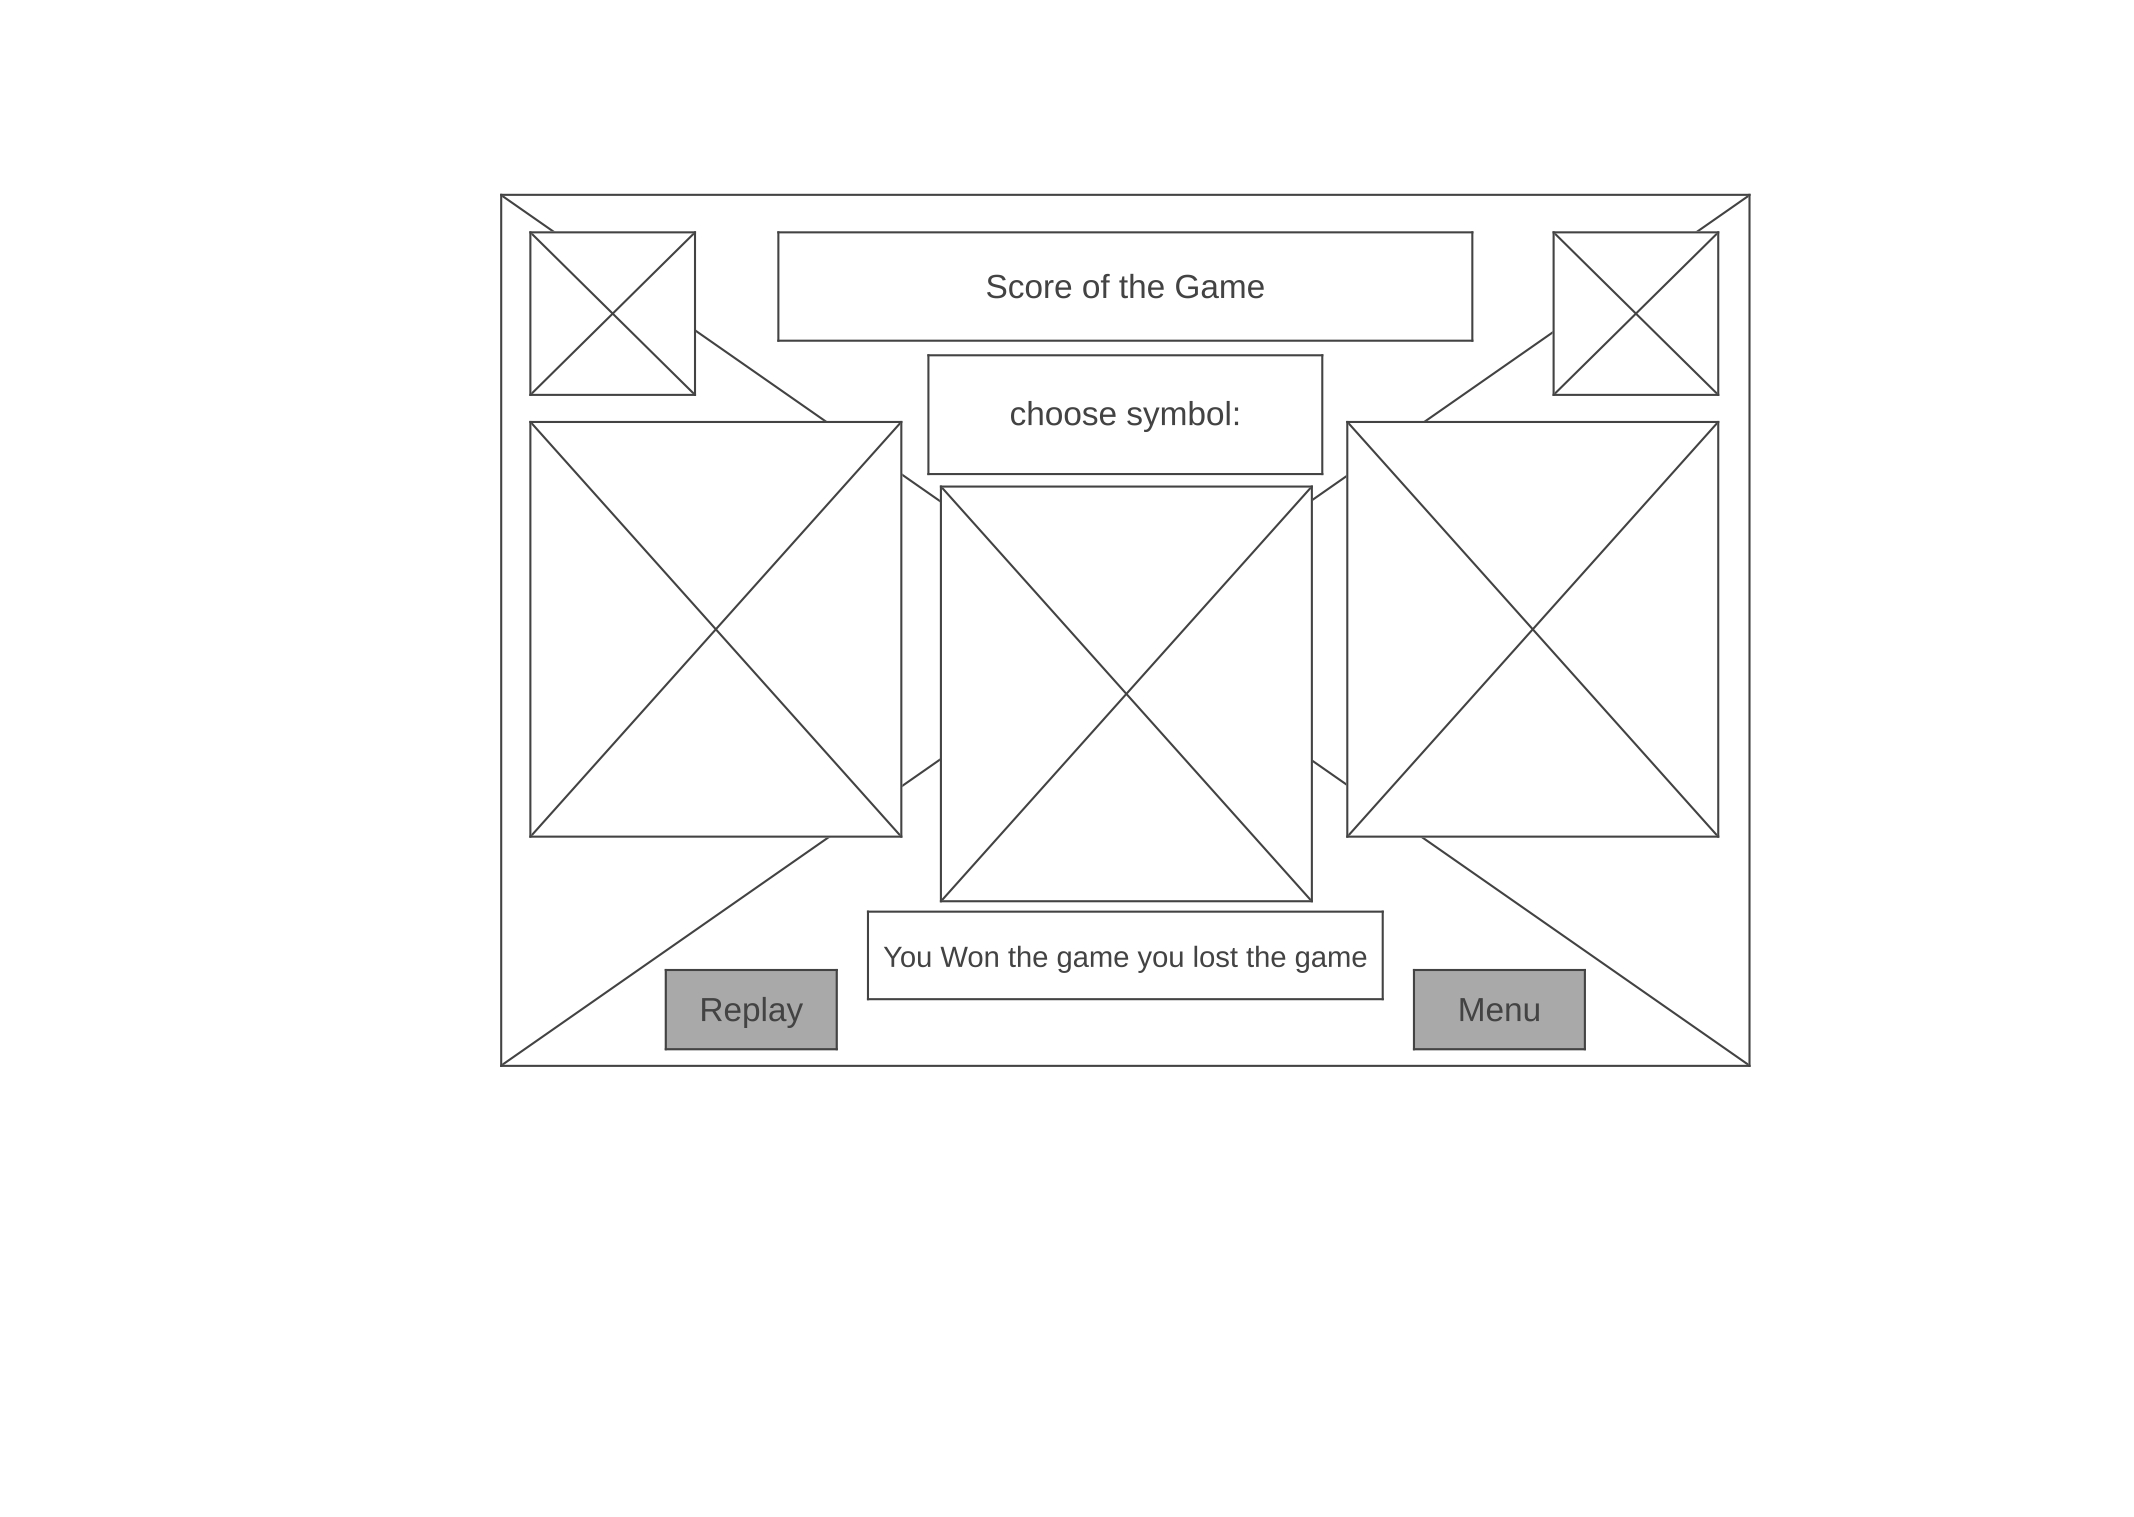 Score of the Game
choose symbol:
You Won the game you lost the game
Replay
Menu